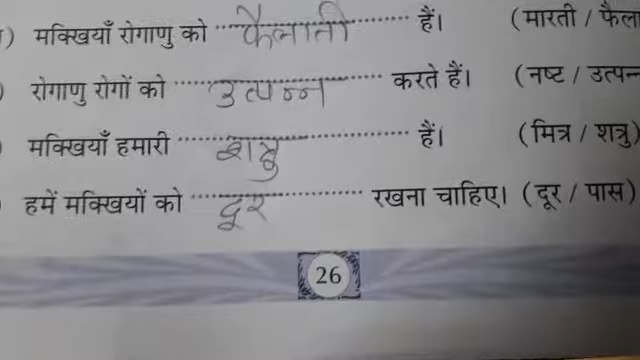 मक्खियाँ रोगाणु को फैलाती हैं। (मारती / फैला
रोगाणु रोगों को उत्पन्न करते हैं। (नष्ट / उत्पन्न
मक्खियाँ हमारी शत्रु हैं। (मित्र / शत्रु)
हमें मक्खियों को दूर रखना चाहिए। (दूर / पास)
26